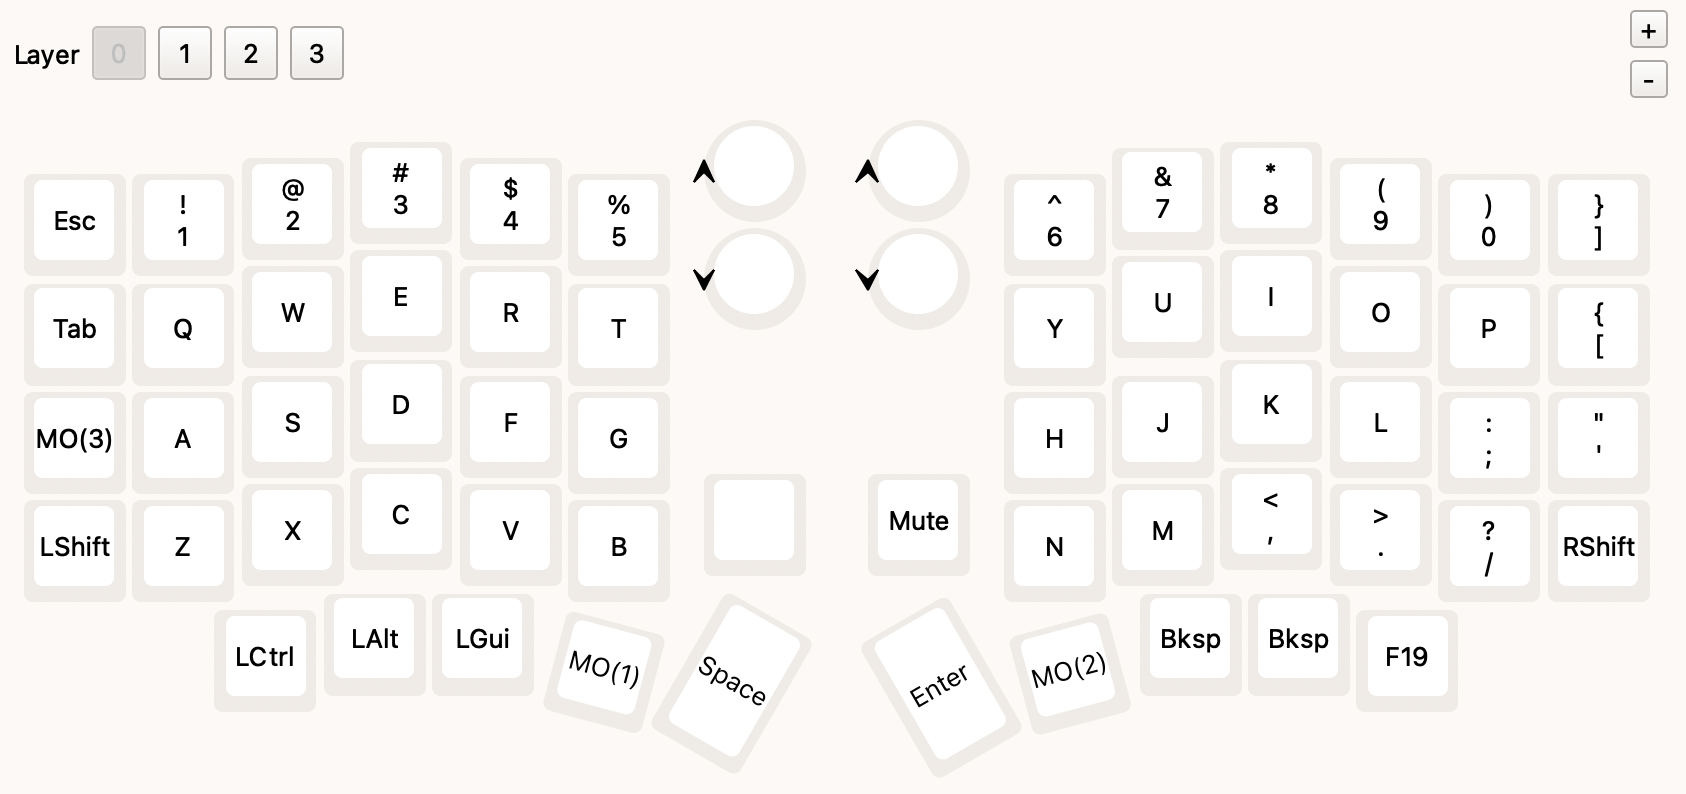 Layer 0 1 2 3
+
-
Esc ! 1 @ 2 # 3 $ 4 % 5 ^ 6 & 7 * 8 ( 9 ) 0 } ]
Tab Q W E R T Y U I O P { [
MO(3) A S D F G H J K L : ; " '
LShift Z X C V B Mute N M < , > . ? / RShift
LCtrl LAlt LGui MO(1) Space Enter MO(2) Bksp Bksp F19